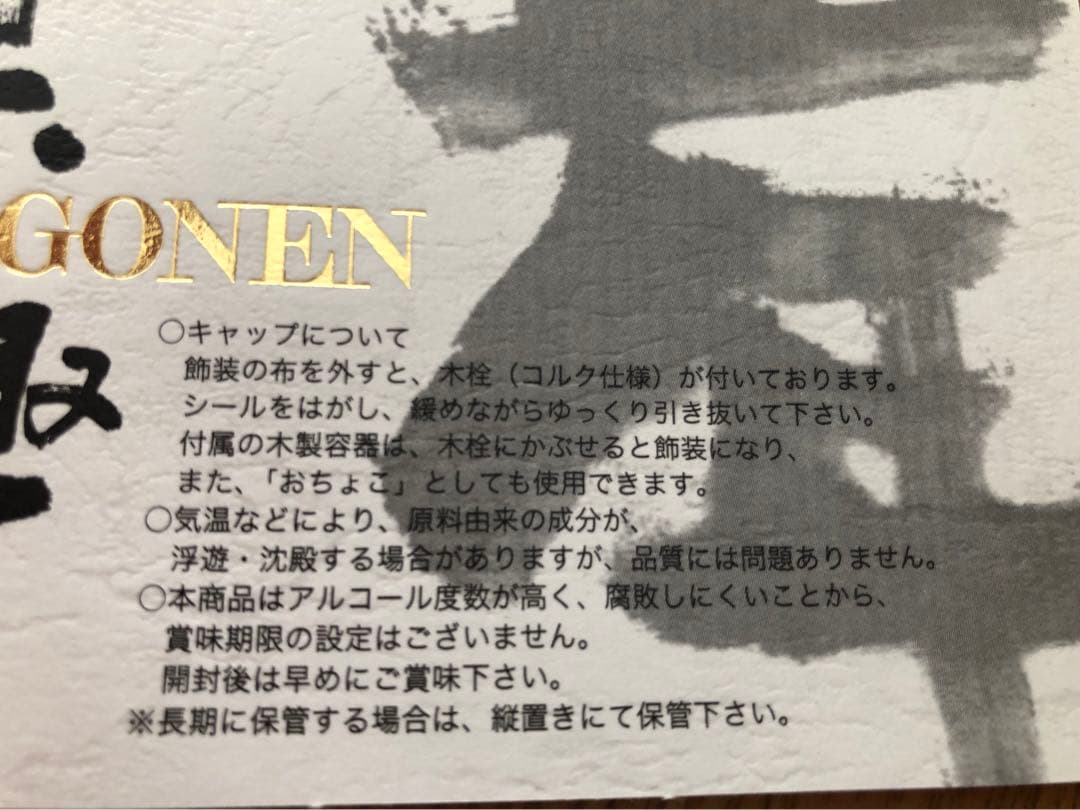 GONEN
○キャップについて
飾装の布を外すと、木栓（コルク仕様）が付いております。
シールをはがし、緩めながらゆっくり引き抜いて下さい。
付属の木製容器は、木栓にかぶせると飾装になり、
また、「おちょこ」としても使用できます。
○気温などにより、原料由来の成分が、
浮遊・沈殿する場合がありますが、品質には問題ありません。
○本商品はアルコール度数が高く、腐敗しにくいことから、
賞味期限の設定はございません。
開封後は早めにご賞味下さい。
※長期に保管する場合は、縦置きにて保管下さい。